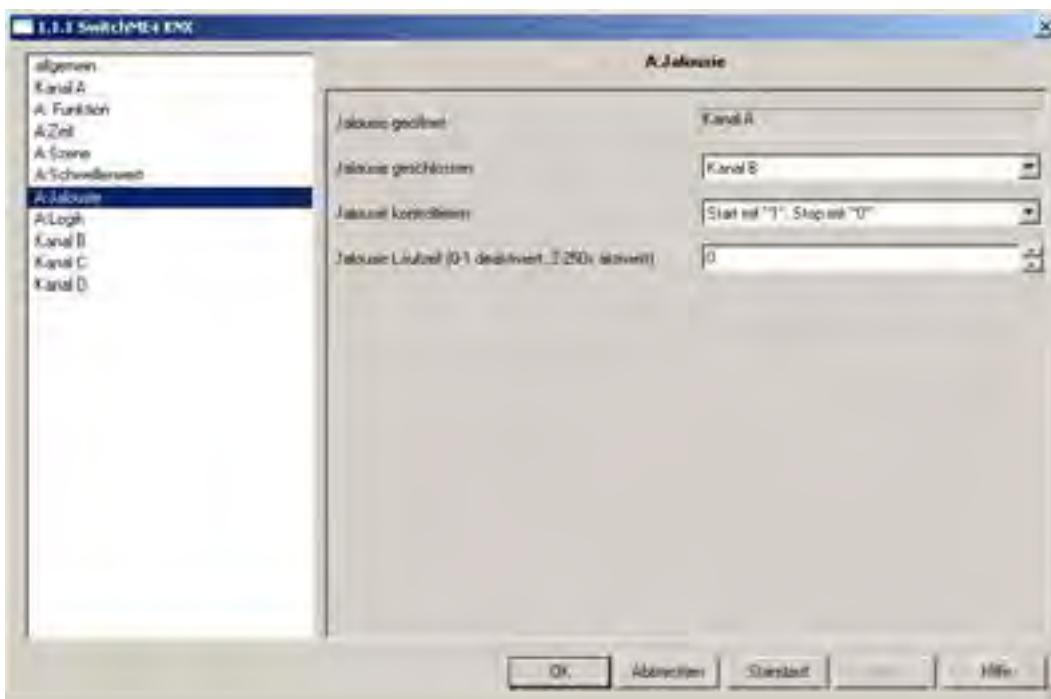 1.1.1 SwitchME4 KNX
allgemein
Kanal A
A: Funktion
A:Zeit
A:Szene
A:Schwellenwert
A:Jalousie
A:Logik
Kanal B
Kanal C
Kanal D
A:Jalousie
Jalousie geöffnet
Kanal A
Jalousie geschlossen
Kanal B
Jalousie kontrollieren
Start mit "1", Stop mit "0"
Jalousie Laufzeit (0-1 deaktiviert, 2-250s aktiviert)
0
OK
Abbrechen
Standard
Hilfe